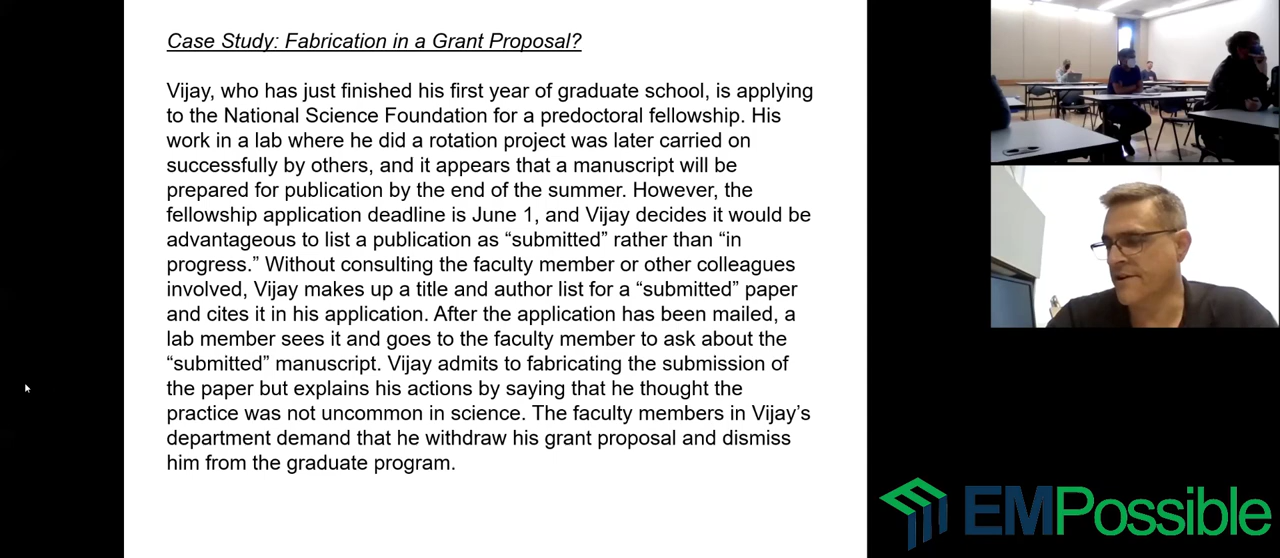 Case Study: Fabrication in a Grant Proposal?
Vijay, who has just finished his first year of graduate school, is applying
to the National Science Foundation for a predoctoral fellowship. His
work in a lab where he did a rotation project was later carried on
successfully by others, and it appears that a manuscript will be
prepared for publication by the end of the summer. However, the
fellowship application deadline is June 1, and Vijay decides it would be
advantageous to list a publication as “submitted” rather than “in
progress.” Without consulting the faculty member or other colleagues
involved, Vijay makes up a title and author list for a “submitted” paper
and cites it in his application. After the application has been mailed, a
lab member sees it and goes to the faculty member to ask about the
“submitted” manuscript. Vijay admits to fabricating the submission of
the paper but explains his actions by saying that he thought the
practice was not uncommon in science. The faculty members in Vijay’s
department demand that he withdraw his grant proposal and dismiss
him from the graduate program.
EMPossible